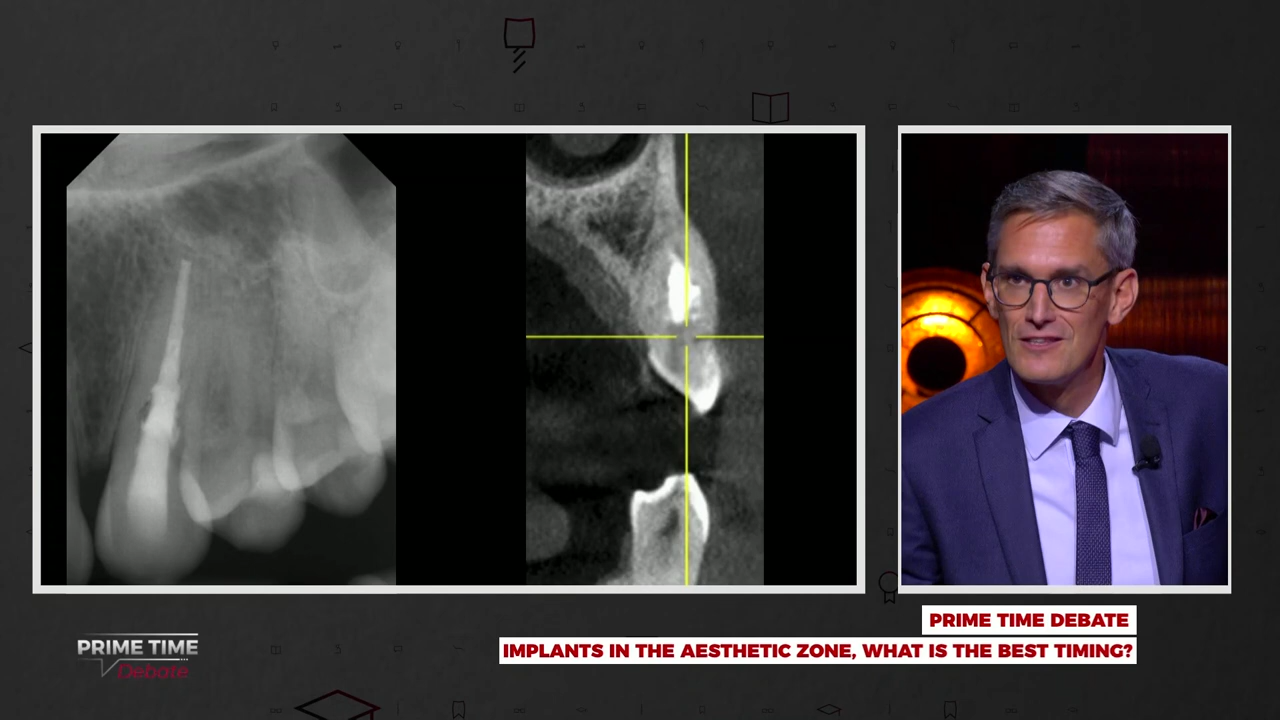 PRIME TIME DEBATE
IMPLANTS IN THE AESTHETIC ZONE, WHAT IS THE BEST TIMING?
PRIME TIME
Debate